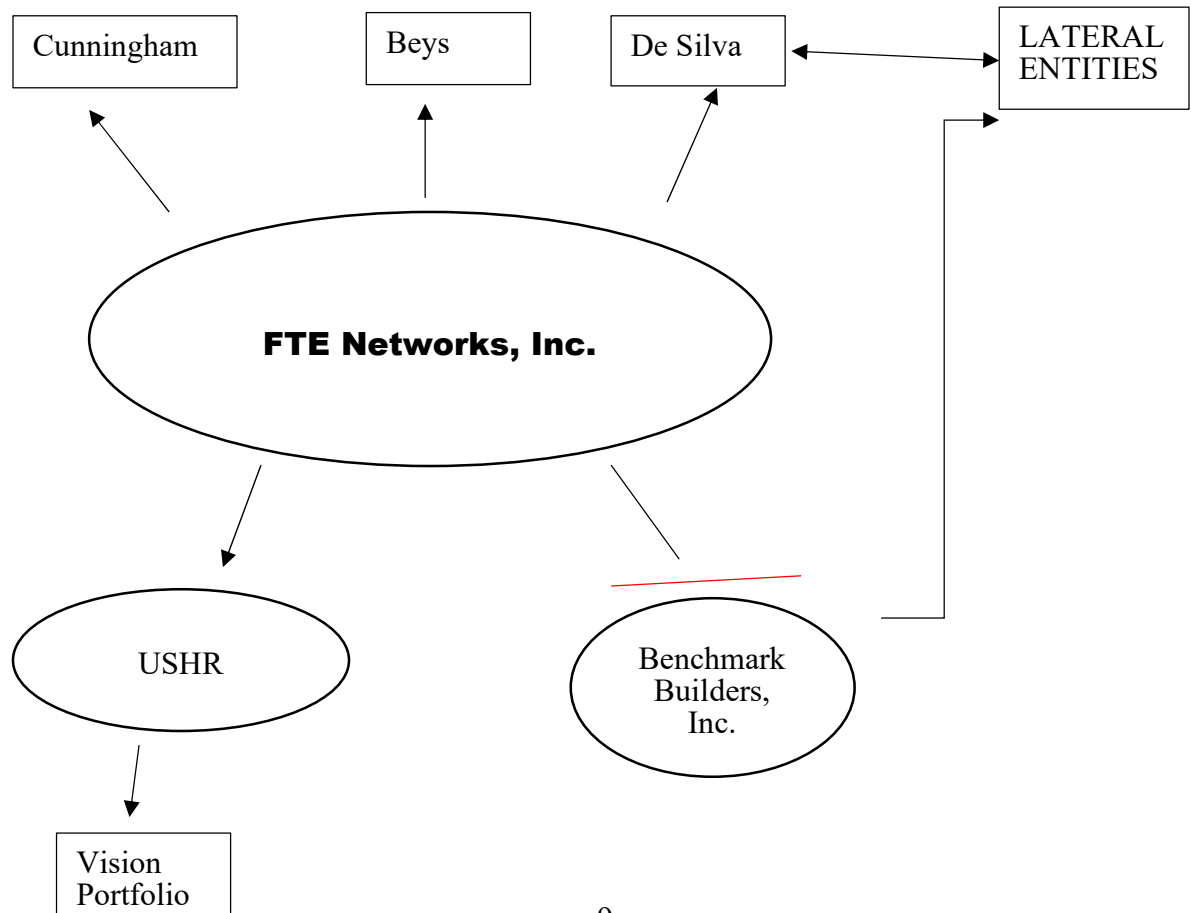 Cunningham
Beys
De Silva
LATERAL
ENTITIES
FTE Networks, Inc.
USHR
Benchmark
Builders,
Inc.
Vision
Portfolio